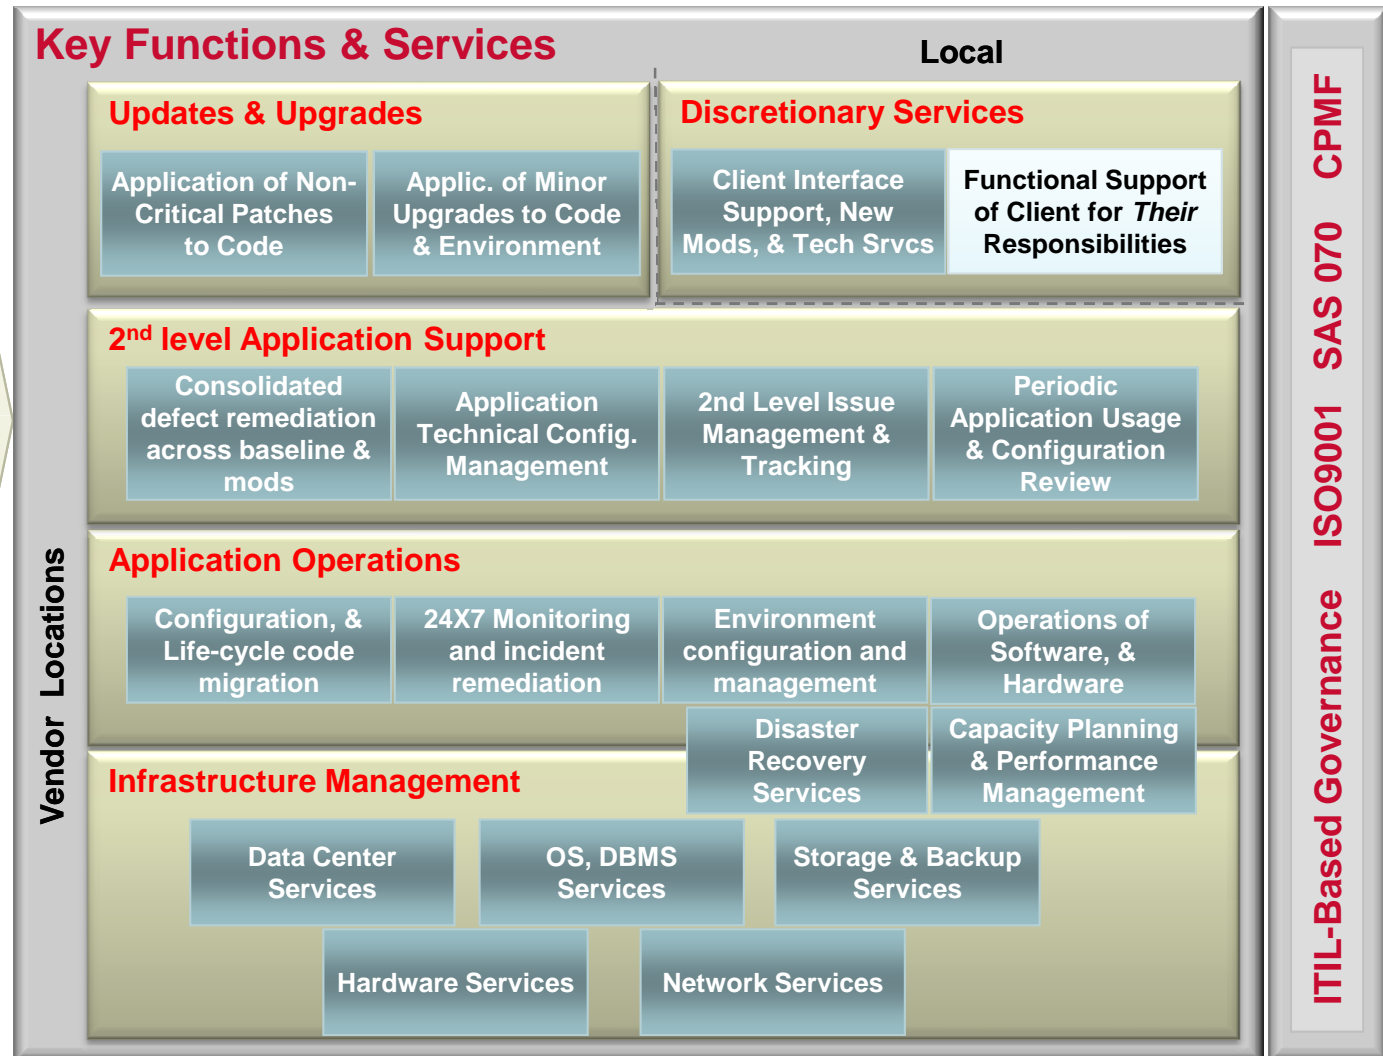 Key Functions & Services
Local
Updates & Upgrades
Application of Non-
Critical Patches
to Code
Applic. of Minor
Upgrades to Code
& Environment
Discretionary Services
Client Interface
Support, New
Mods, & Tech Srvcs
Functional Support
of Client for Their
Responsibilities
2nd level Application Support
Consolidated
defect remediation
across baseline &
mods
Application
Technical Config.
Management
2nd Level Issue
Management &
Tracking
Periodic
Application Usage
& Configuration
Review
Application Operations
Configuration, &
Life-cycle code
migration
24X7 Monitoring
and incident
remediation
Environment
configuration and
management
Operations of
Software, &
Hardware
Disaster
Recovery
Services
Capacity Planning
& Performance
Management
Infrastructure Management
Data Center
Services
OS, DBMS
Services
Storage & Backup
Services
Hardware Services
Network Services
Vendor Locations
ITIL-Based Governance ISO9001 SAS 070 CPMF